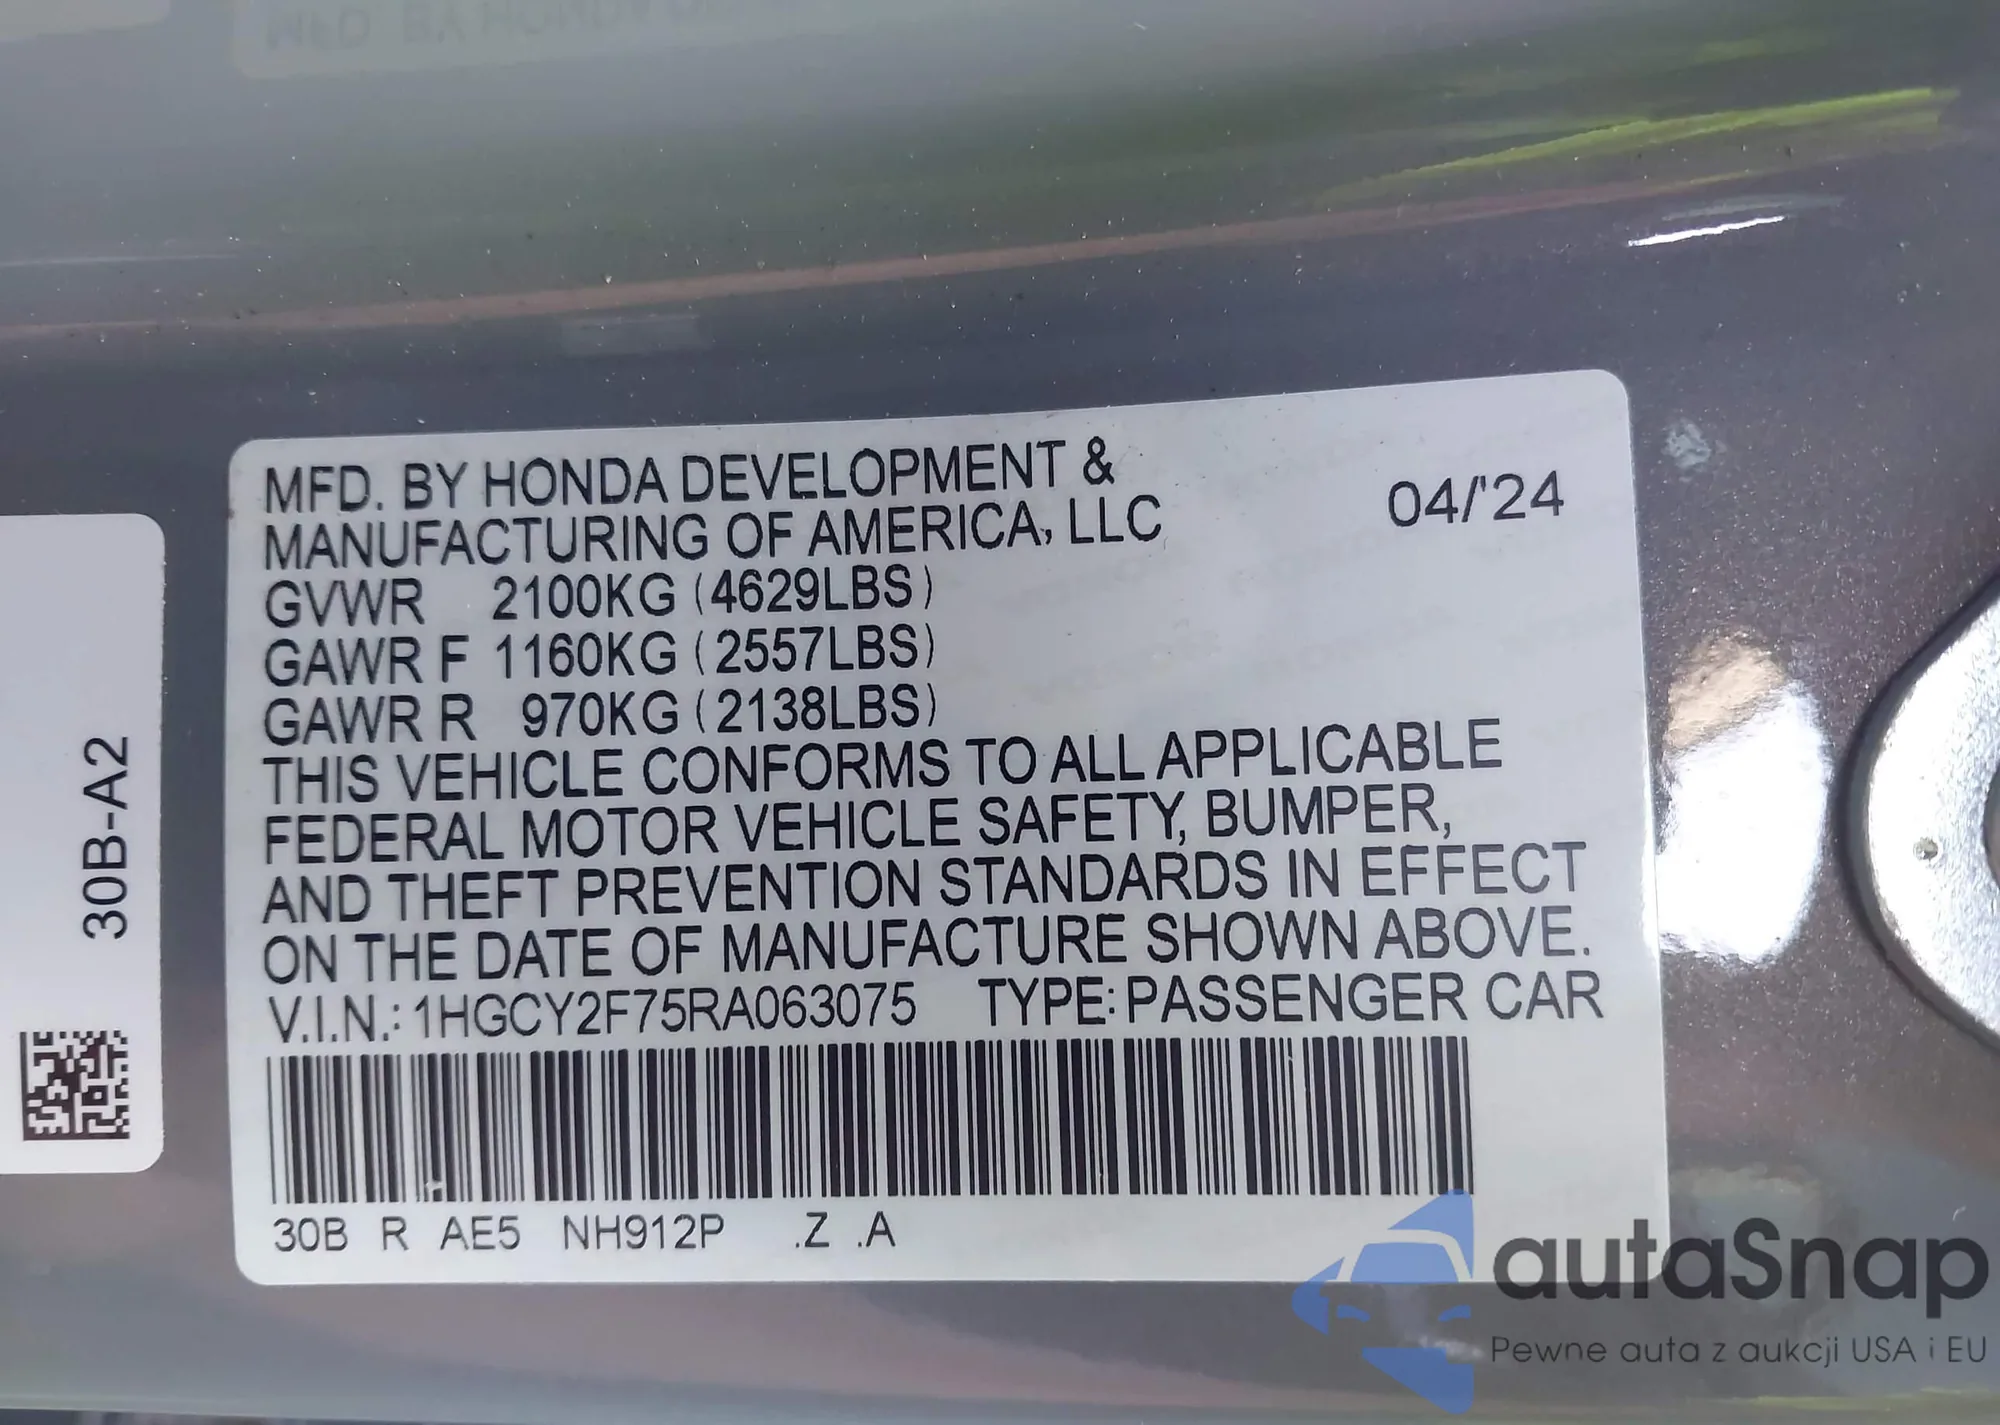 MFD. BY HONDA DEVELOPMENT &
MANUFACTURING OF AMERICA, LLC
04/'24
GVWR 2100KG (4629LBS)
GAWR F 1160KG (2557LBS)
GAWR R 970KG (2138LBS)
THIS VEHICLE CONFORMS TO ALL APPLICABLE
FEDERAL MOTOR VEHICLE SAFETY, BUMPER,
AND THEFT PREVENTION STANDARDS IN EFFECT
ON THE DATE OF MANUFACTURE SHOWN ABOVE.
V.I.N.: 1HGCY2F75RA063075 TYPE: PASSENGER CAR
30B R AE5 NH912P .Z .A
30B-A2
autaSnap
Pewne auta z aukcji USA i EU